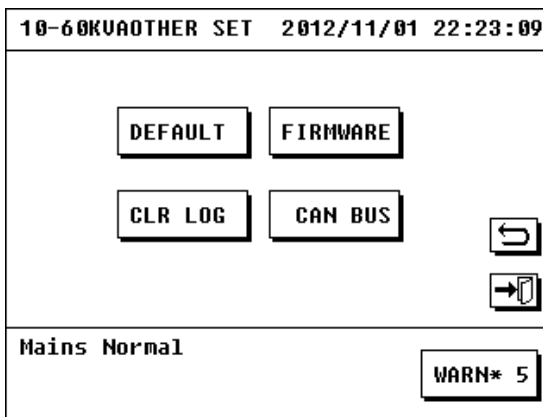 10-60KVAOTHER SET 2012/11/01 22:23:09
DEFAULT FIRMWARE
CLR LOG CAN BUS
Mains Normal
WARN* 5